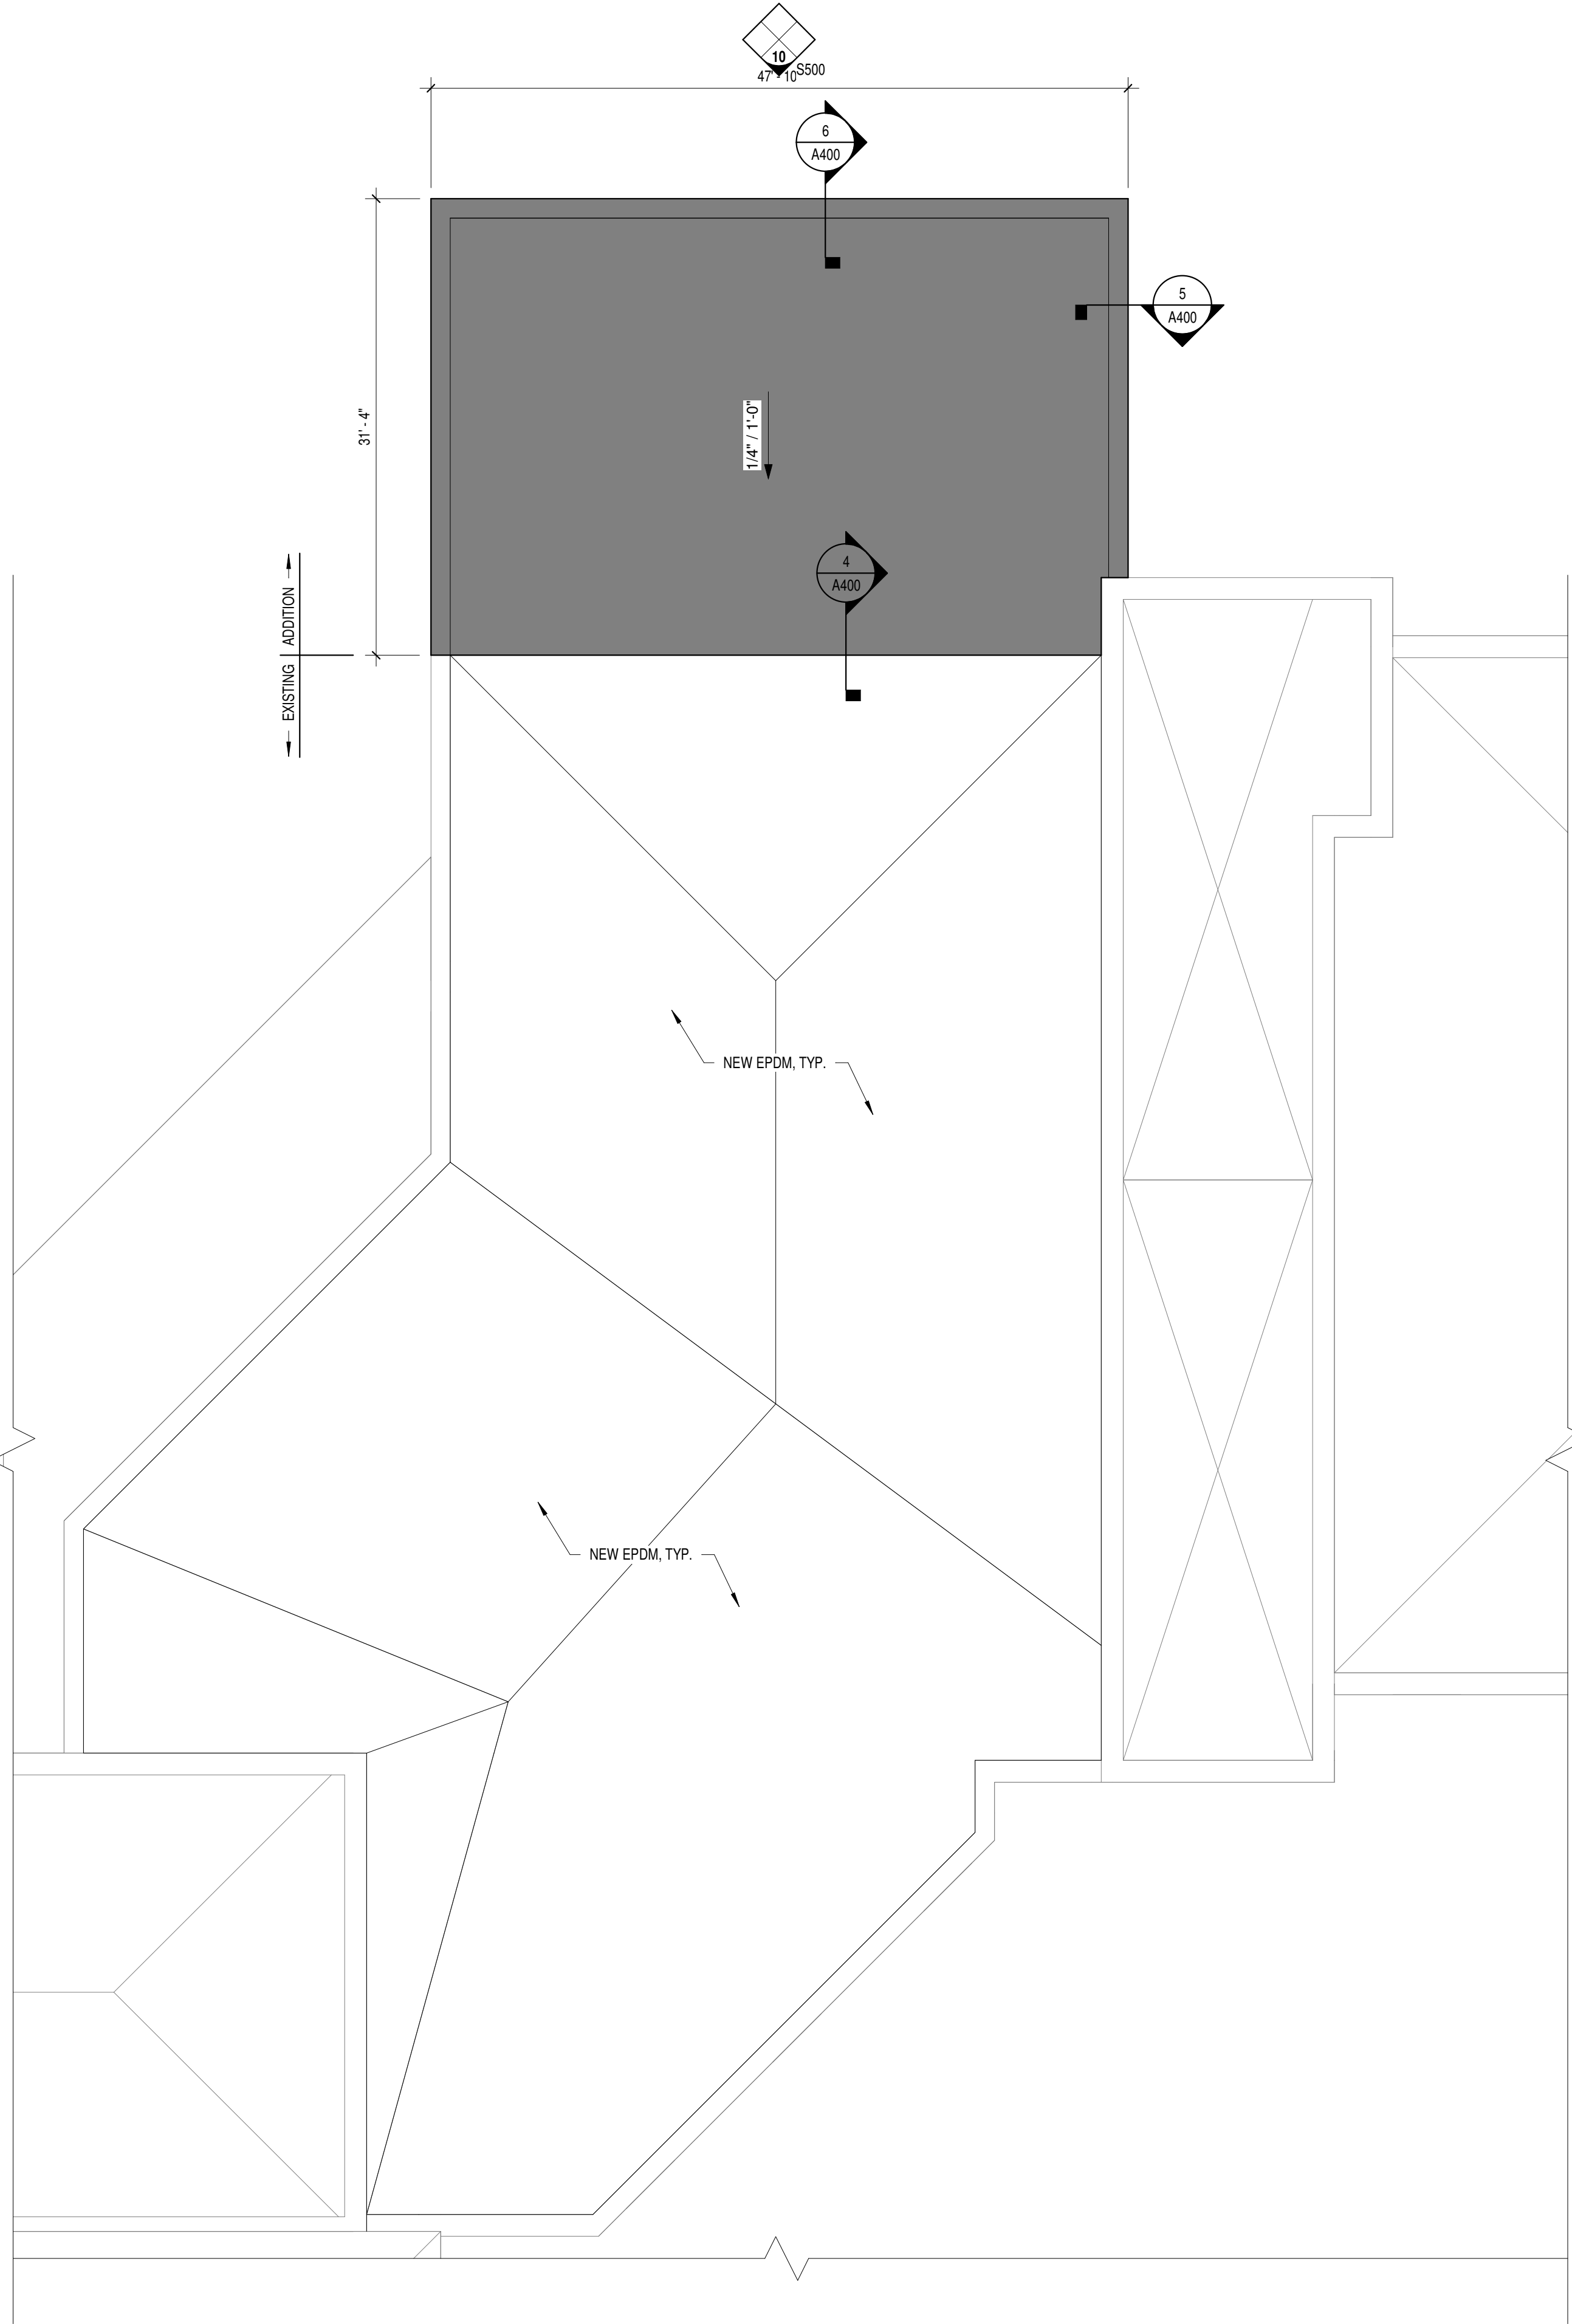 10
S500
47' - 10
6
A400
5
A400
31' - 4"
1/4" / 1'-0"
4
A400
ADDITION
EXISTING
NEW EPDM, TYP.
NEW EPDM, TYP.